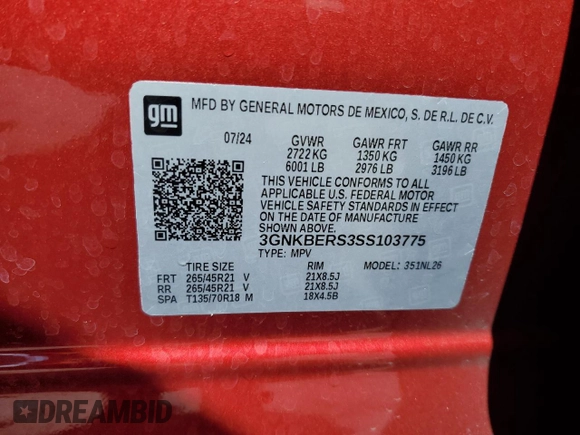 gm
MFD BY GENERAL MOTORS DE MEXICO, S. DE R.L. DE C.V.
07/24 GVWR GAWR FRT GAWR RR
2722 KG 1350 KG 1450 KG
6001 LB 2976 LB 3196 LB
THIS VEHICLE CONFORMS TO ALL
APPLICABLE U.S. FEDERAL MOTOR
VEHICLE SAFETY STANDARDS IN EFFECT
ON THE DATE OF MANUFACTURE
SHOWN ABOVE.
3GNKBERS3SS103775
TYPE: MPV MODEL: 351NL26
TIRE SIZE RIM
FRT 265/45R21 V 21X8.5J
RR 265/45R21 V 21X8.5J
SPA T135/70R18 M 18X4.5B
DREAMBID